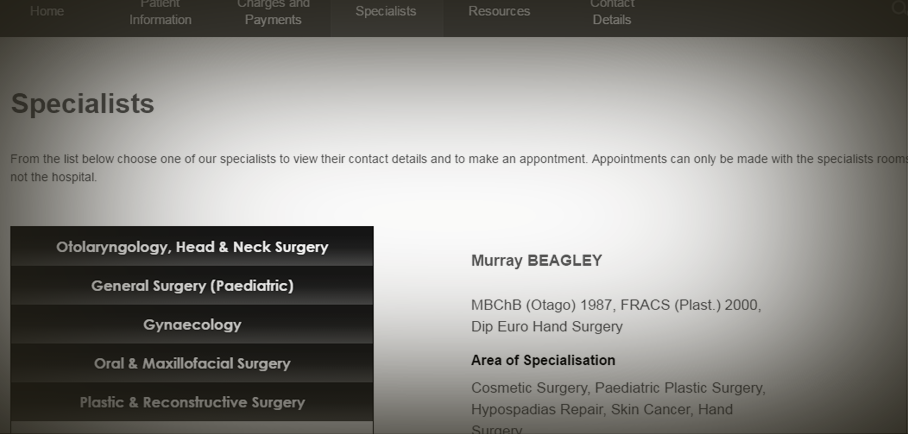 Home
Patient
Information
Charges and
Payments
Specialists
Resources
Contact
Details
Specialists
From the list below choose one of our specialists to view their contact details and to make an appontment. Appointments can only be made with the specialists rooms
not the hospital.
Otolaryngology, Head & Neck Surgery
General Surgery (Paediatric)
Gynaecology
Oral & Maxillofacial Surgery
Plastic & Reconstructive Surgery
Murray BEAGLEY
MBChB (Otago) 1987, FRACS (Plast.) 2000,
Dip Euro Hand Surgery
Area of Specialisation
Cosmetic Surgery, Paediatric Plastic Surgery,
Hypospadias Repair, Skin Cancer, Hand
Surgery